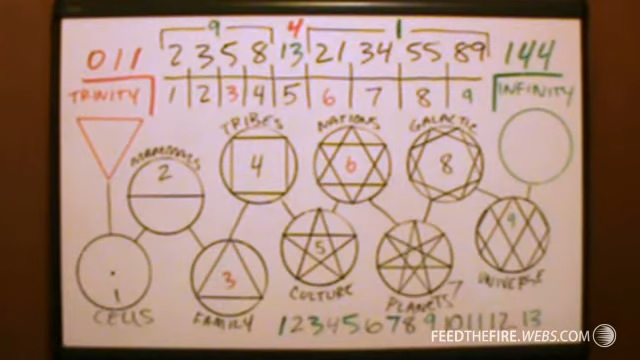 9 4 1
011 2 3 5 8 13 21 34 55 89 144
TRINITY 1 2 3 4 5 6 7 8 9 INFINITY
TRIBES NATIONS GALACTIC
2 4 6 8
1 3 5 7 9
CELLS FAMILY CULTURE PLANETS UNIVERSE
1 2 3 4 5 6 7 8 9 10 11 12 13
FEEDTHEFIRE.WEBS.COM